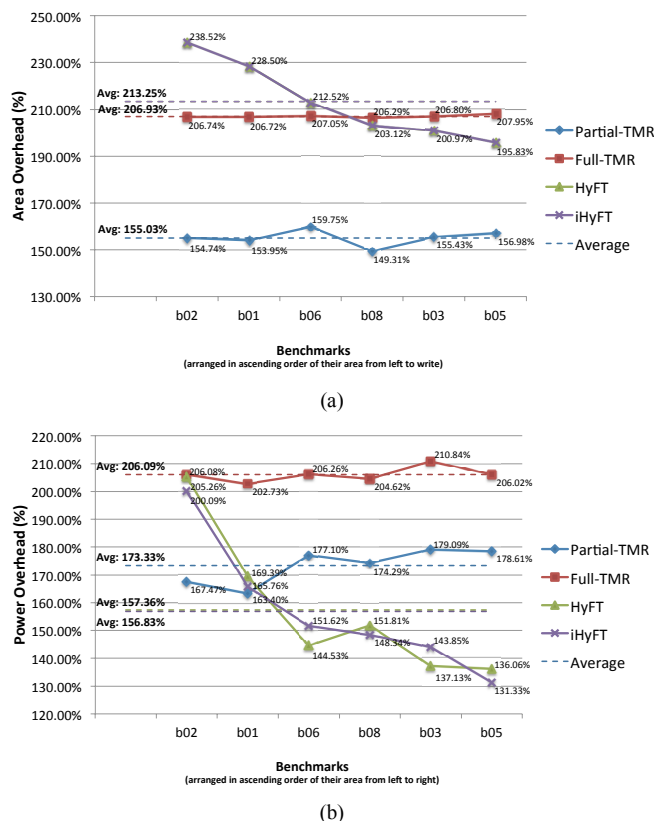 250.00%
238.52%
230.00%
228.50%
Avg: 213.25%
212.52%
210.00%
Avg: 206.93%
206.74%
206.72%
207.05%
206.29%
203.12%
206.80%
200.97%
207.95%
195.83%
190.00%
170.00%
Avg: 155.03%
159.75%
154.74%
153.95%
149.31%
155.43%
156.98%
150.00%
130.00%
Area Overhead (%)
b02 b01 b06 b08 b03 b05
Benchmarks
(arranged in ascending order of their area from left to write)
Partial-TMR
Full-TMR
HyFT
iHyFT
Average
(a)
220.00%
210.00%
Avg: 206.09%
206.08%
205.26%
200.09%
202.73%
206.26%
204.62%
210.84%
206.02%
200.00%
190.00%
180.00%
Avg: 173.33%
167.47%
169.39%
165.76%
163.40%
177.10%
174.29%
179.09%
178.61%
170.00%
160.00%
Avg: 157.36%
Avg: 156.83%
151.62%
144.53%
151.81%
148.34%
143.85%
137.13%
136.06%
131.33%
150.00%
140.00%
130.00%
120.00%
Power Overhead (%)
b02 b01 b06 b08 b03 b05
Benchmarks
(arranged in ascending order of their area from left to right)
Partial-TMR
Full-TMR
HyFT
iHyFT
Average
(b)